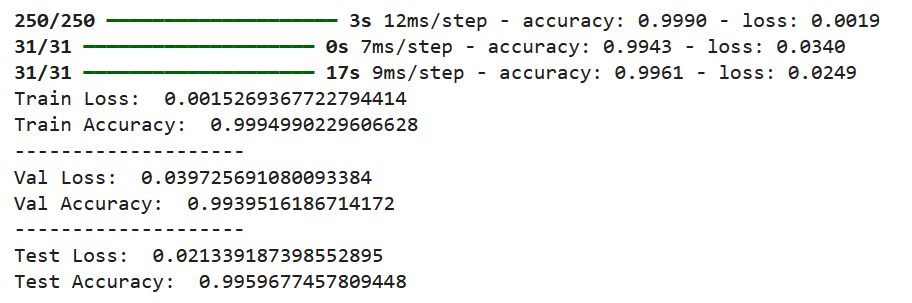 250/250 ━━━━━━━━━━━━━━━━━━━━ 3s 12ms/step - accuracy: 0.9990 - loss: 0.0019
31/31 ━━━━━━━━━━━━━━━━━━━━ 0s 7ms/step - accuracy: 0.9943 - loss: 0.0340
31/31 ━━━━━━━━━━━━━━━━━━━━ 17s 9ms/step - accuracy: 0.9961 - loss: 0.0249
Train Loss:  0.0015269367722794414
Train Accuracy:  0.9994990229606628
--------------------
Val Loss:  0.039725691080093384
Val Accuracy:  0.9939516186714172
--------------------
Test Loss:  0.021339187398552895
Test Accuracy:  0.9959677457809448